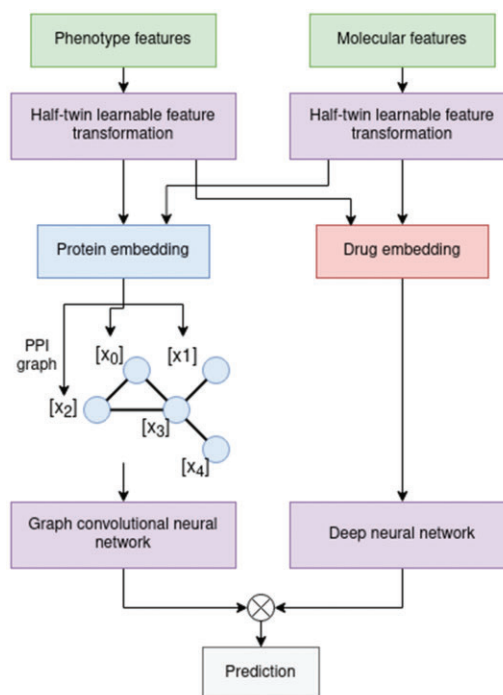 Phenotype features
Molecular features
Half-twin learnable feature
transformation
Half-twin learnable feature
transformation
Protein embedding
Drug embedding
PPI
graph
[x₀]
[x1]
[x₂]
[x₃]
[x₄]
Graph convolutional neural
network
Deep neural network
Prediction